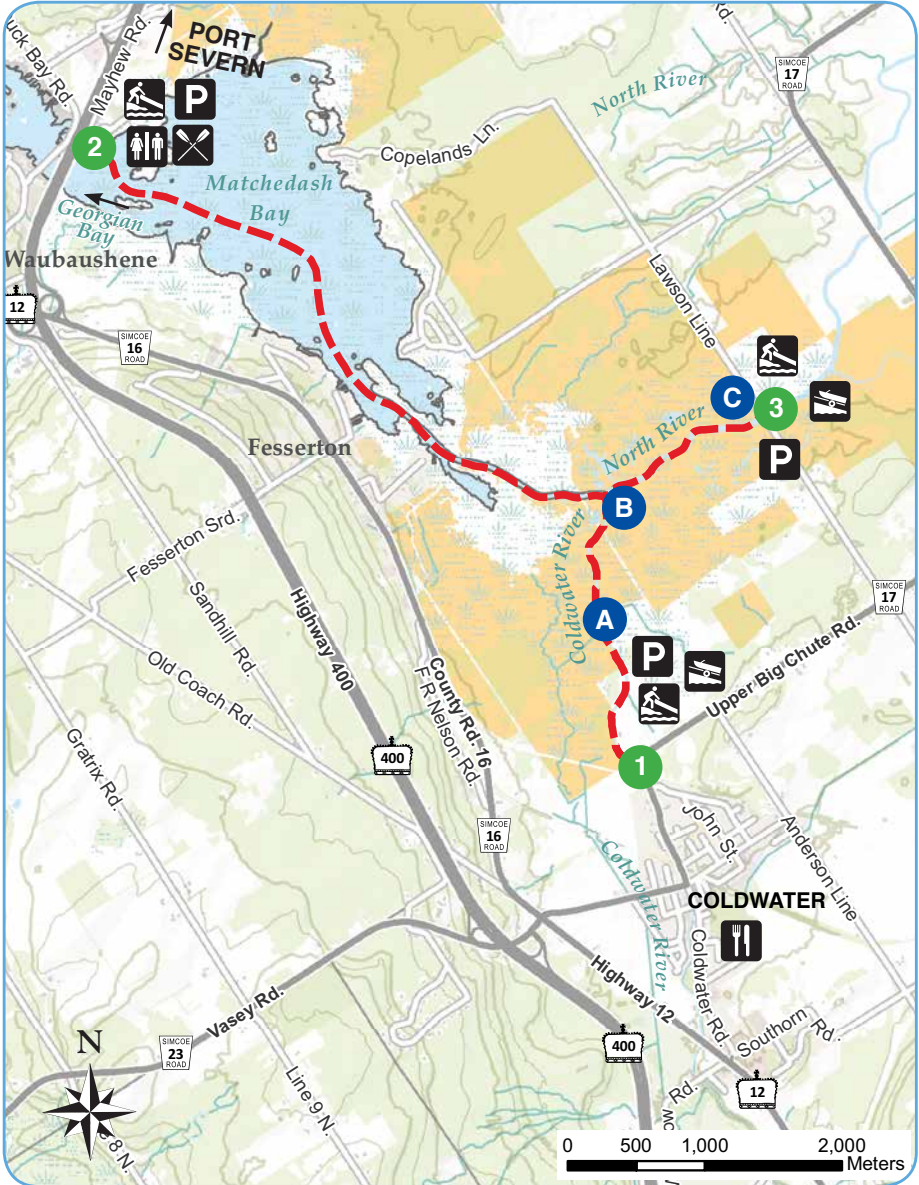 uck Bay Rd.
Mayhew Rd.
PORT
SEVERN
Rd.
SIMCOE
17
ROAD
North River
P
2
Copelands Ln.
Matchedash
Bay
Georgian
Bay
Waubaushene
12
SIMCOE
16
ROAD
Lawson Line
C
3
P
North River
Fesserton
B
Coldwater River
Fesserton Srd.
Sandhill Rd.
Highway 400
SIMCOE
17
ROAD
A
P
Old Coach Rd.
County Rd. 16
F R Nelson Rd.
Upper Big Chute Rd.
Gratrix Rd.
400
1
SIMCOE
16
ROAD
John St.
Anderson Line
Coldwater River
COLDWATER
Coldwater Rd.
Highway 12
Vasey Rd.
N
SIMCOE
23
ROAD
Line 9 N.
400
Southorn Rd.
Rd.
12
8 N.
0 500 1,000 2,000
Meters